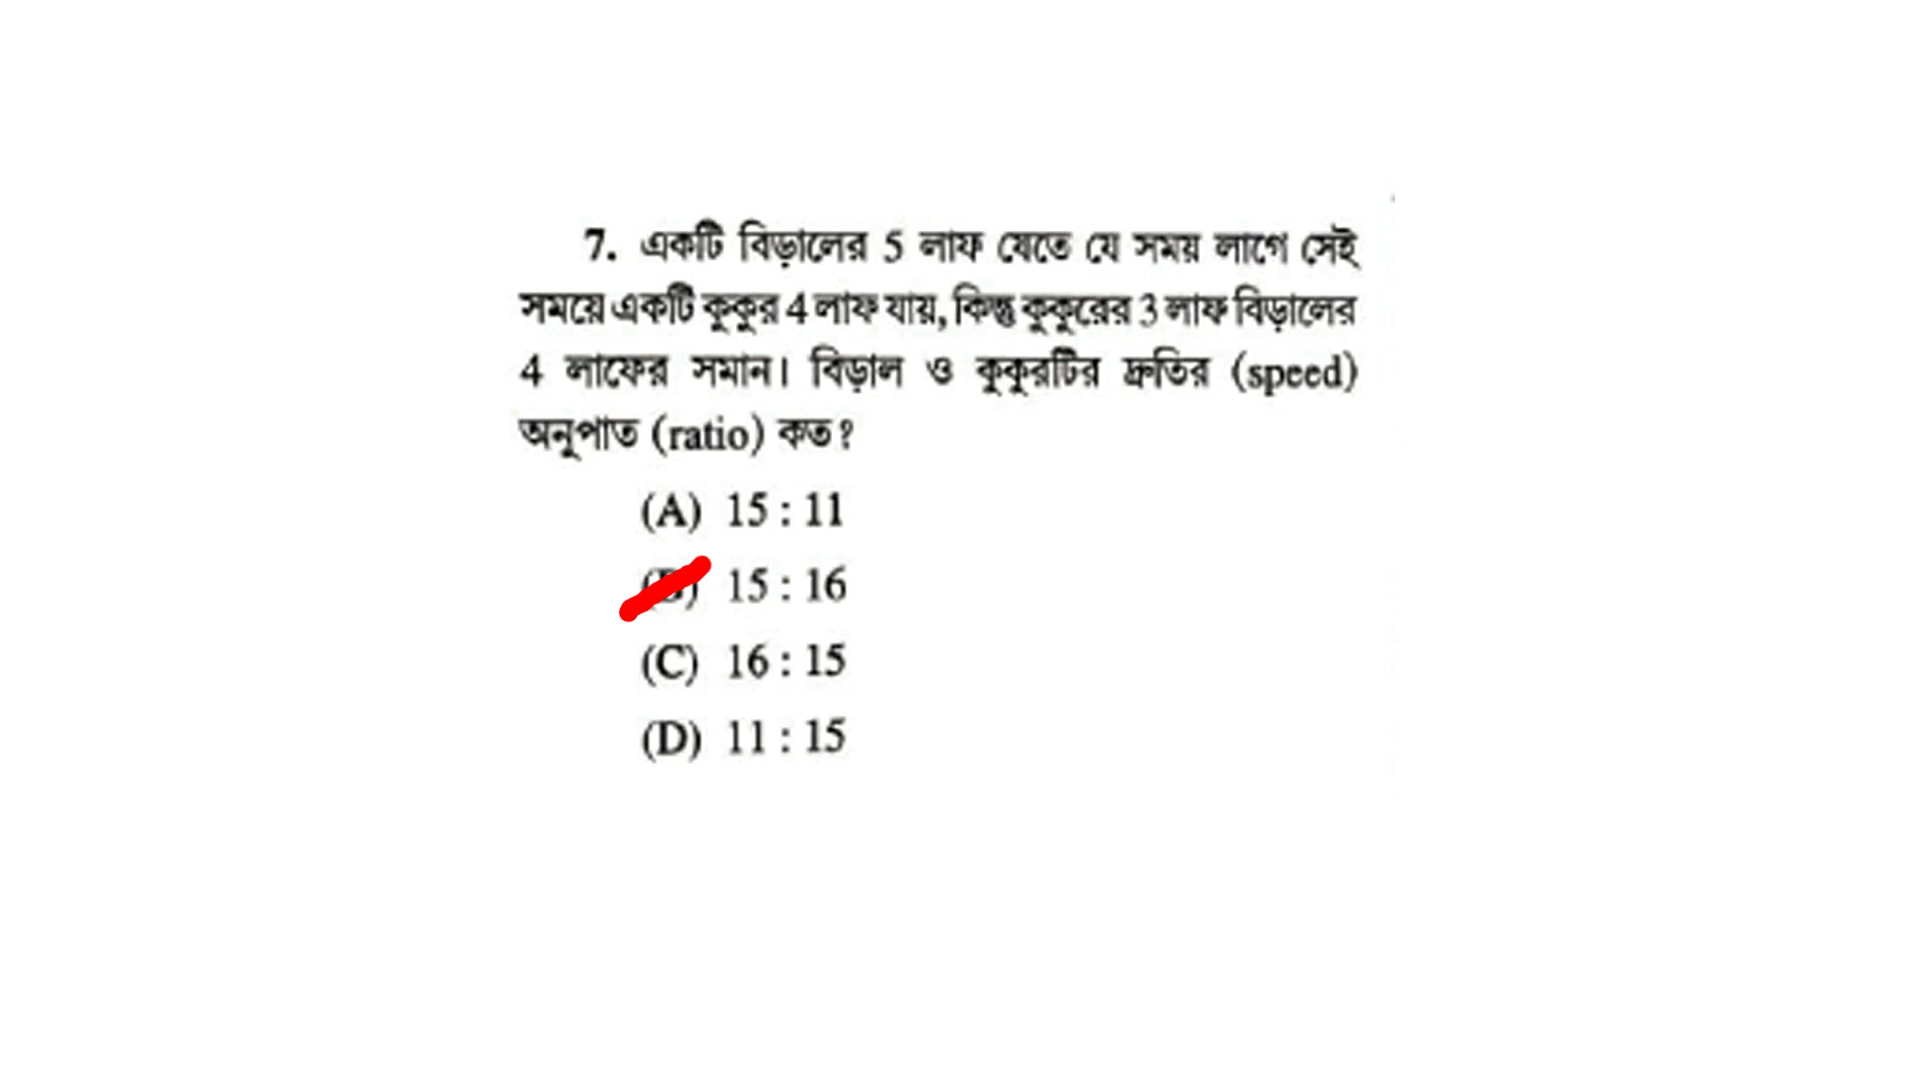 7. একটি বিড়ালের 5 লাফ যেতে যে সময় লাগে সেই
সময়ে একটি কুকুর 4 লাফ যায়, কিন্তু কুকুরের 3 লাফ বিড়ালের
4 লাফের সমান। বিড়াল ও কুকুরটির দ্রুতির (speed)
অনুপাত (ratio) কত?
(A) 15 : 11
(B) 15 : 16
(C) 16 : 15
(D) 11 : 15